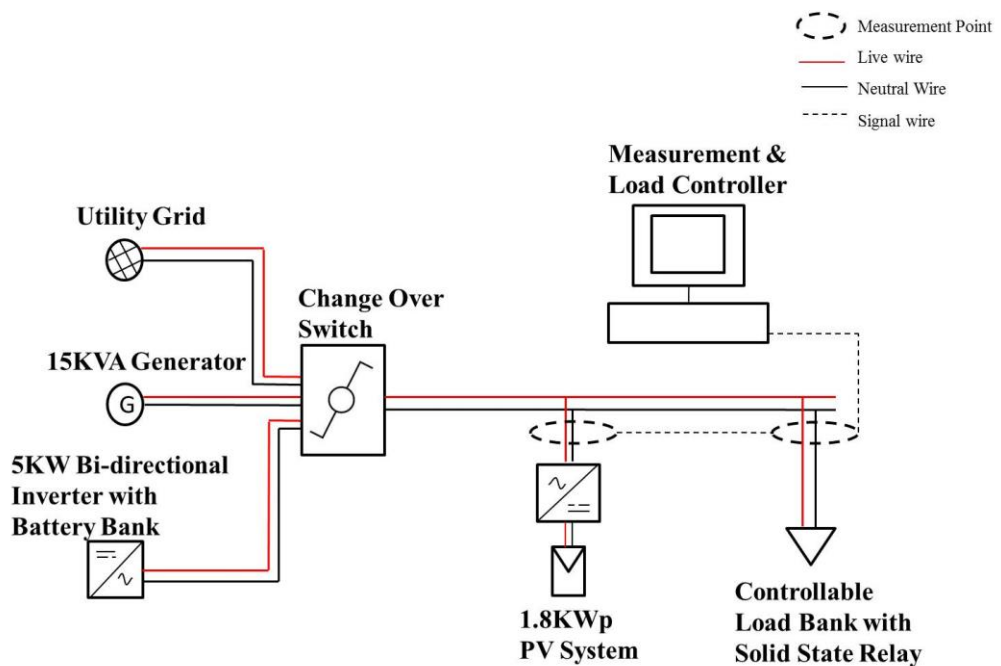 Measurement Point
Live wire
Neutral Wire
Signal wire
Measurement &
Load Controller
Utility Grid
Change Over
Switch
15KVA Generator
G
5KW Bi-directional
Inverter with
Battery Bank
1.8KWp
PV System
Controllable
Load Bank with
Solid State Relay